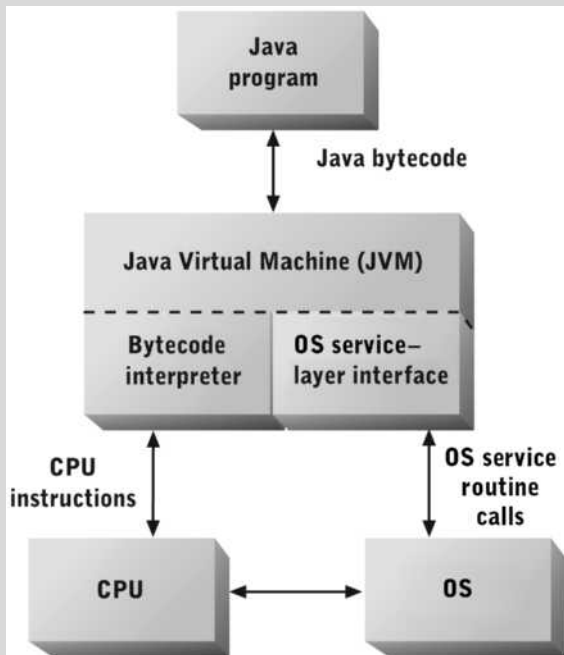 Java
program
Java bytecode
Java Virtual Machine (JVM)
Bytecode
interpreter
OS service–
layer interface
CPU
instructions
OS service
routine
calls
CPU
OS